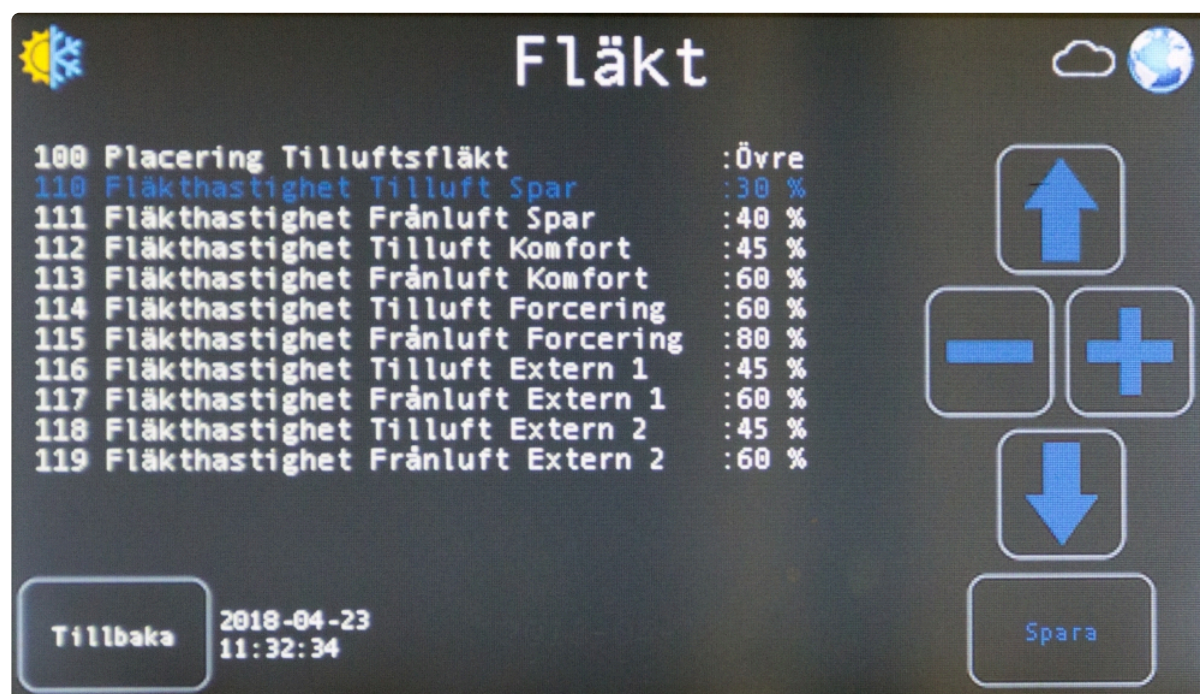 Fläkt
100 Placering Tilluftsfläkt :Övre
110 Fläkthastighet Tilluft Spar :30 %
111 Fläkthastighet Frånluft Spar :40 %
112 Fläkthastighet Tilluft Komfort :45 %
113 Fläkthastighet Frånluft Komfort :60 %
114 Fläkthastighet Tilluft Forcering :60 %
115 Fläkthastighet Frånluft Forcering :80 %
116 Fläkthastighet Tilluft Extern 1 :45 %
117 Fläkthastighet Frånluft Extern 1 :60 %
118 Fläkthastighet Tilluft Extern 2 :45 %
119 Fläkthastighet Frånluft Extern 2 :60 %
Tillbaka
2018-04-23
11:32:34
Spara